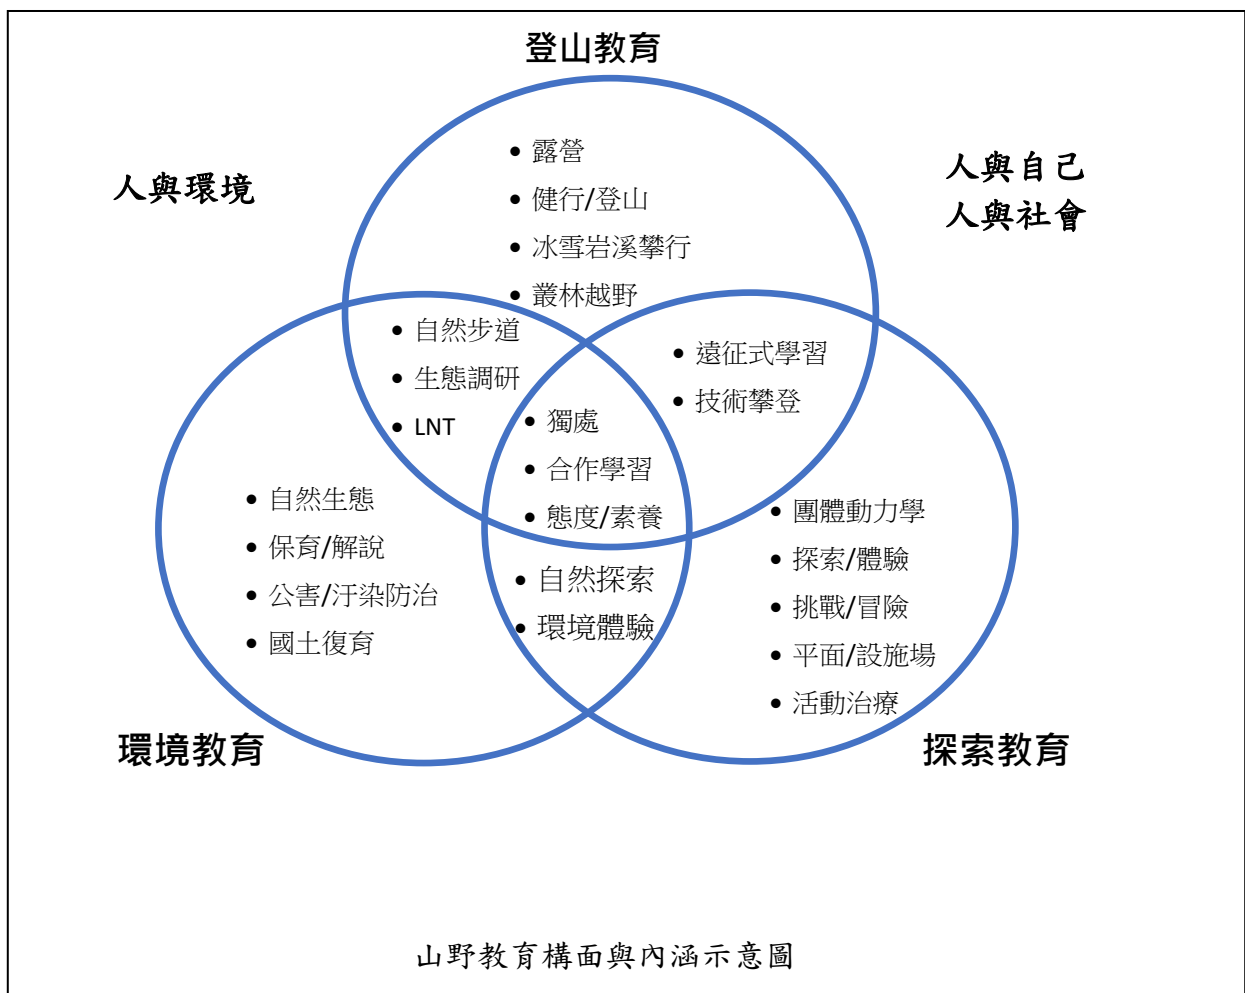 登山教育
人與環境
人與自己
人與社會
• 露營
• 健行/登山
• 冰雪岩溪攀行
• 叢林越野
• 自然步道
• 生態調研
• LNT
• 遠征式學習
• 技術攀登
• 獨處
• 合作學習
• 態度/素養
• 自然生態
• 保育/解說
• 公害/汙染防治
• 國土復育
• 自然探索
• 環境體驗
• 團體動力學
• 探索/體驗
• 挑戰/冒險
• 平面/設施場
• 活動治療
環境教育
探索教育
山野教育構面與內涵示意圖